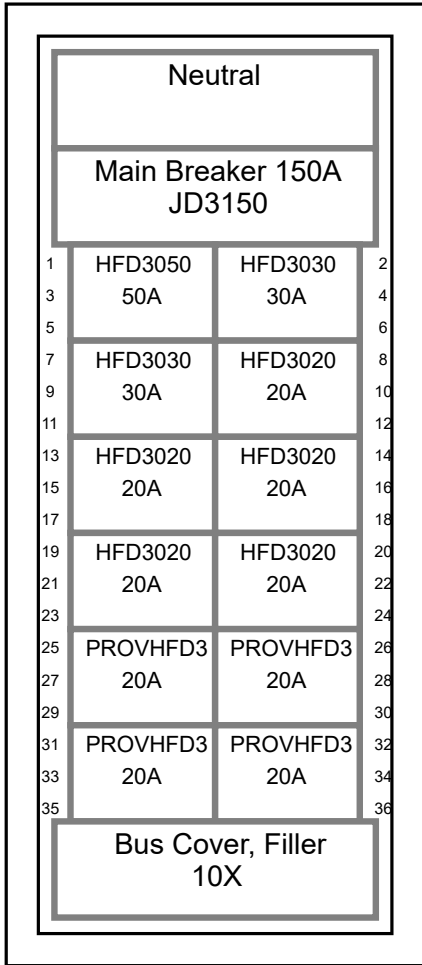 Neutral
Main Breaker 150A
JD3150
1 HFD3050 HFD3030 2
3 50A 30A 4
5 6
7 HFD3030 HFD3020 8
9 30A 20A 10
11 12
13 HFD3020 HFD3020 14
15 20A 20A 16
17 18
19 HFD3020 HFD3020 20
21 20A 20A 22
23 24
25 PROVHFD3 PROVHFD3 26
27 20A 20A 28
29 30
31 PROVHFD3 PROVHFD3 32
33 20A 20A 34
35 36
Bus Cover, Filler
10X